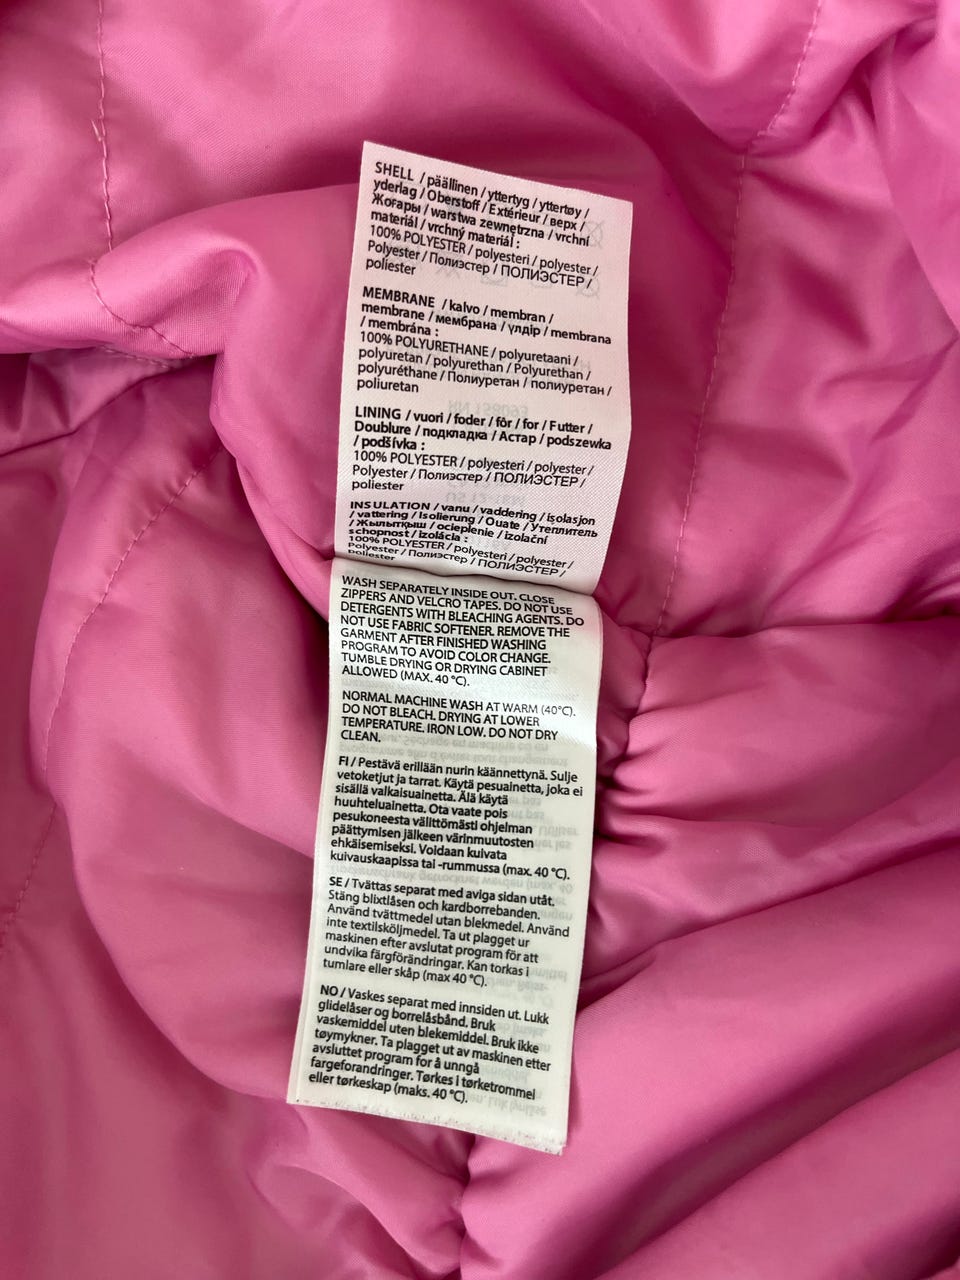 SHELL / päällinen / yttertyg / yttertøy /
yderlag / Oberstoff / Extérieur / верх /
Жоғары / warstwa zewnętrzna / vrchní
materiál / vrchný materiál :
100% POLYESTER / polyesteri / polyester /
Polyester / Полиэстер / ПОЛИЭСТЕР /
poliester
MEMBRANE / kalvo / membran /
membrane / мембрана / үлдір / membrana
/ membrána :
100% POLYURETHANE / polyuretaani /
polyuretan / polyurethan / Polyurethan /
polyuréthane / Полиуретан / полиуретан /
poliuretan
LINING / vuori / foder / fôr / for / Futter /
Doublure / подкладка / Астар / podszewka
/ podšívka :
100% POLYESTER / polyesteri / polyester /
Polyester / Полиэстер / ПОЛИЭСТЕР /
poliester
INSULATION / vanu / vaddering / isolasjon
/ vattering / Isolierung / Ouate / Утеплитель
/ Жылытқыш / ocieplenie / izolační
schopnost / izolácia :
100% POLYESTER / polyesteri / polyester /
Polyester / Полиэстер / ПОЛИЭСТЕР /
poliester
WASH SEPARATELY INSIDE OUT. CLOSE
ZIPPERS AND VELCRO TAPES. DO NOT USE
DETERGENTS WITH BLEACHING AGENTS. DO
NOT USE FABRIC SOFTENER. REMOVE THE
GARMENT AFTER FINISHED WASHING
PROGRAM TO AVOID COLOR CHANGE.
TUMBLE DRYING OR DRYING CABINET
ALLOWED (MAX. 40 °C).
NORMAL MACHINE WASH AT WARM (40°C).
DO NOT BLEACH. DRYING AT LOWER
TEMPERATURE. IRON LOW. DO NOT DRY
CLEAN.
FI / Pestävä erillään nurin käännettynä. Sulje
vetoketjut ja tarrat. Käytä pesuainetta, joka ei
sisällä valkaisuainetta. Älä käytä
huuhteluainetta. Ota vaate pois
pesukoneesta välittömästi ohjelman
päättymisen jälkeen värinmuutosten
ehkäisemiseksi. Voidaan kuivata
kuivauskaapissa tai -rummussa (max. 40 °C).
SE / Tvättas separat med aviga sidan utåt.
Stäng blixtlåsen och kardborrebanden.
Använd tvättmedel utan blekmedel. Använd
inte textilsköljmedel. Ta ut plagget ur
maskinen efter avslutat program för att
undvika färgförändringar. Kan torkas i
tumlare eller skåp (max 40 °C).
NO / Vaskes separat med innsiden ut. Lukk
glidelåser og borrelåsbånd. Bruk
vaskemiddel uten blekemiddel. Bruk ikke
tøymykner. Ta plagget ut av maskinen etter
avsluttet program for å unngå
fargeforandringer. Tørkes i tørketrommel
eller tørkeskap (maks. 40 °C).